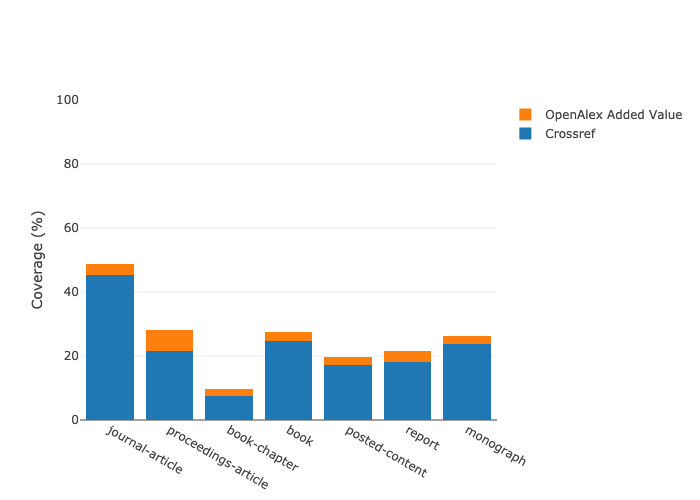 100
80
60
40
20
0
Coverage (%)
journal-article
proceedings-article
book-chapter
book
posted-content
report
monograph
OpenAlex Added Value
Crossref